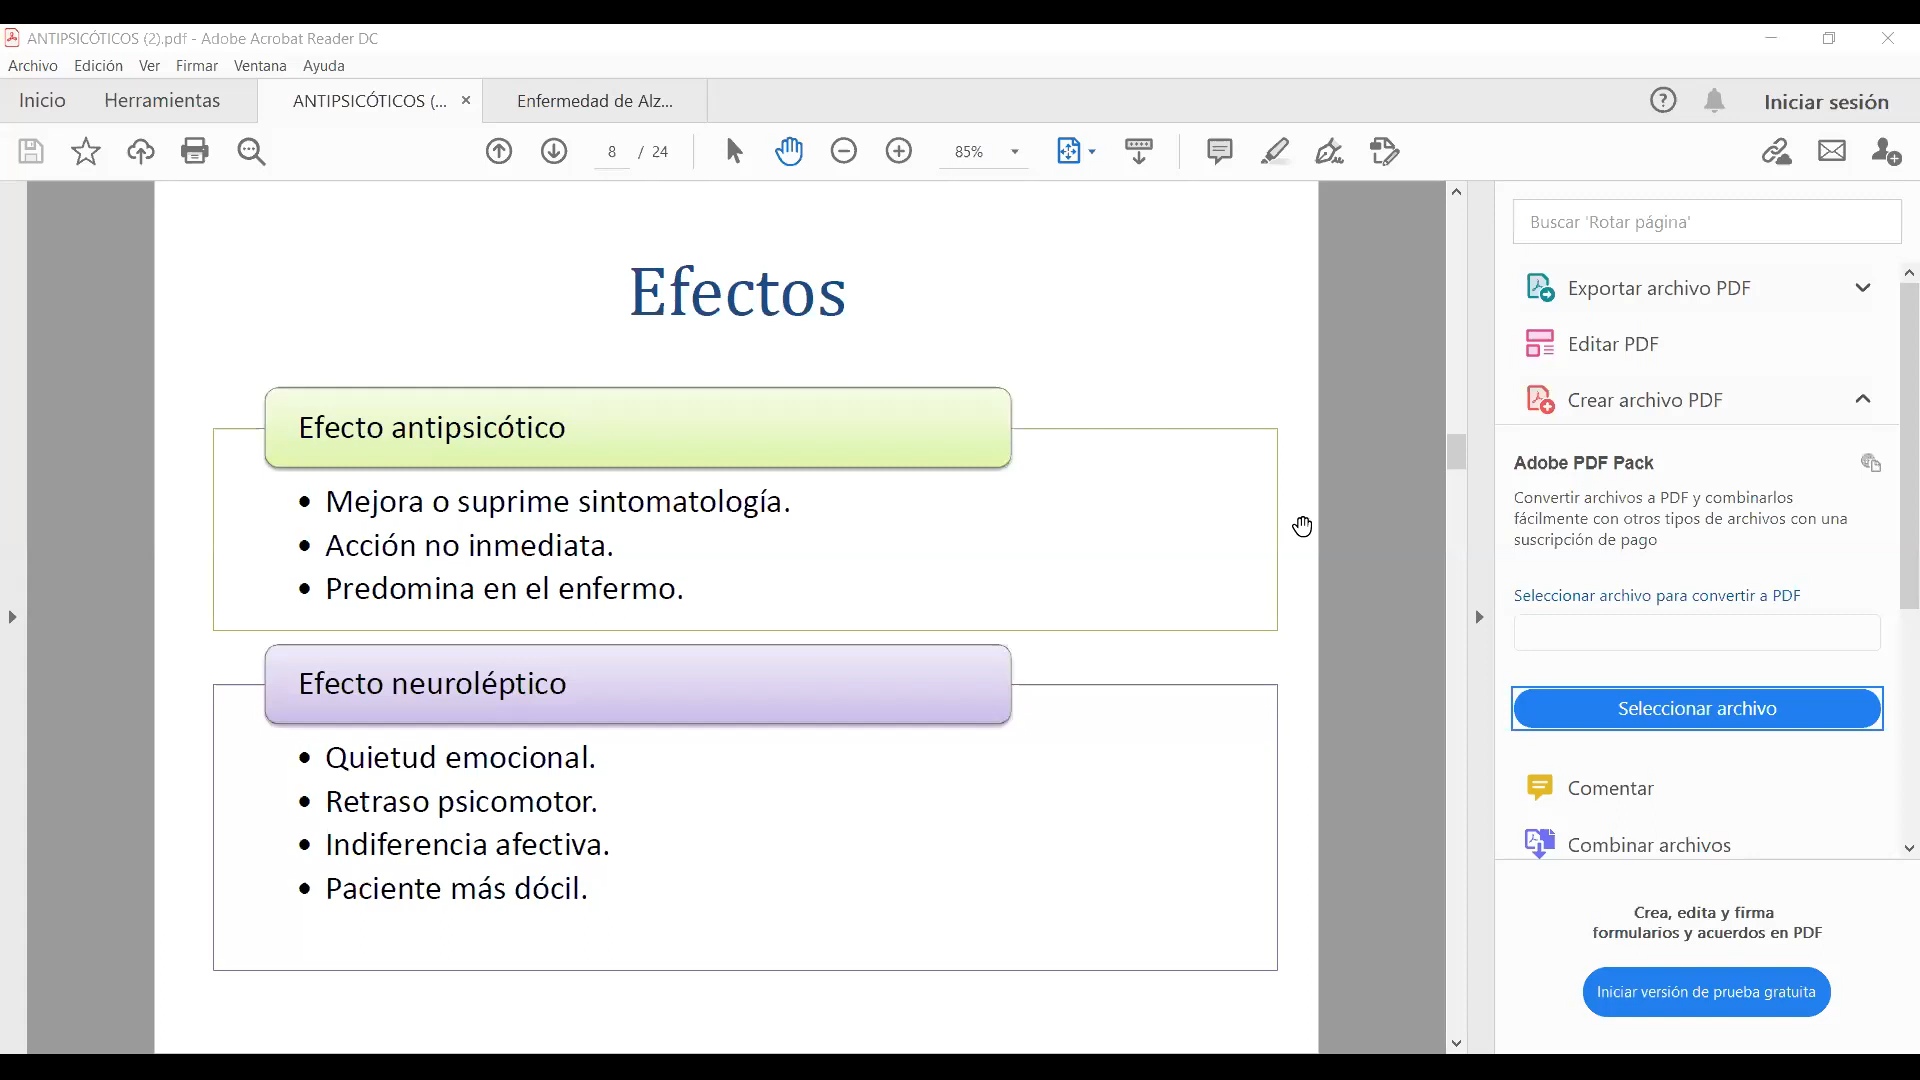 ANTIPSICÓTICOS (2).pdf - Adobe Acrobat Reader DC
Archivo Edición Ver Firmar Ventana Ayuda
Inicio Herramientas ANTIPSICÓTICOS (... Enfermedad de Alz... Iniciar sesión
8 / 24 85%
Efectos
Efecto antipsicótico
• Mejora o suprime sintomatología.
• Acción no inmediata.
• Predomina en el enfermo.
Efecto neuroléptico
• Quietud emocional.
• Retraso psicomotor.
• Indiferencia afectiva.
• Paciente más dócil.
Buscar 'Rotar página'
Exportar archivo PDF
Editar PDF
Crear archivo PDF
Adobe PDF Pack
Convertir archivos a PDF y combinarlos
fácilmente con otros tipos de archivos con una
suscripción de pago
Seleccionar archivo para convertir a PDF
Seleccionar archivo
Comentar
Combinar archivos
Crea, edita y firma
formularios y acuerdos en PDF
Iniciar versión de prueba gratuita